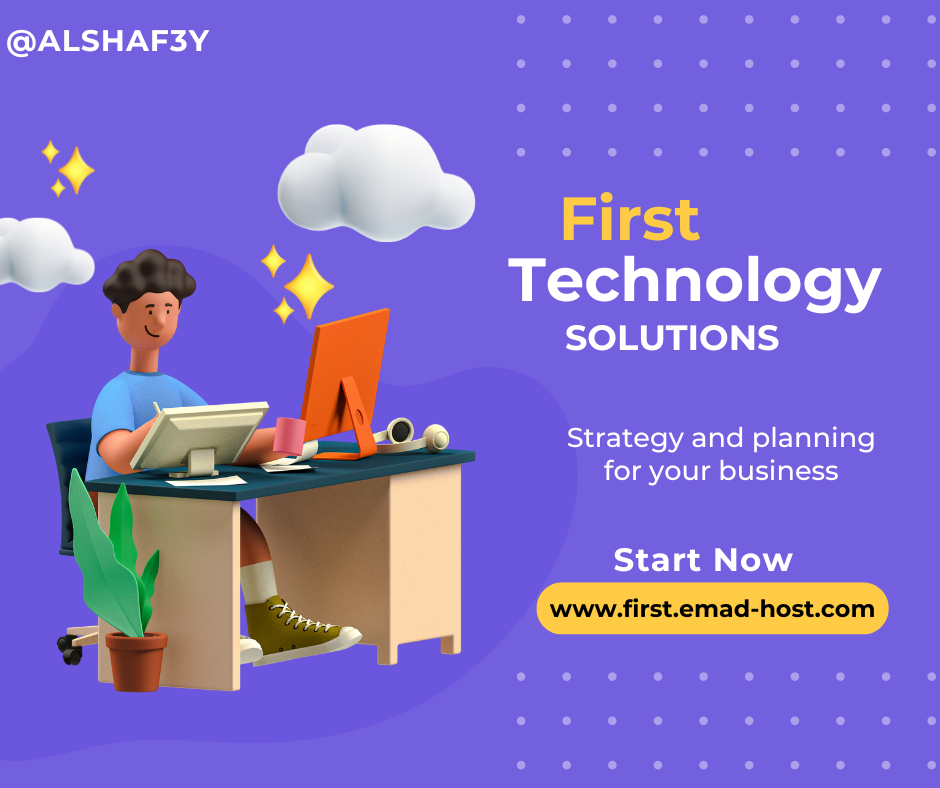 @ALSHAF3Y
First
Technology
SOLUTIONS
Strategy and planning
for your business
Start Now
www.first.emad-host.com